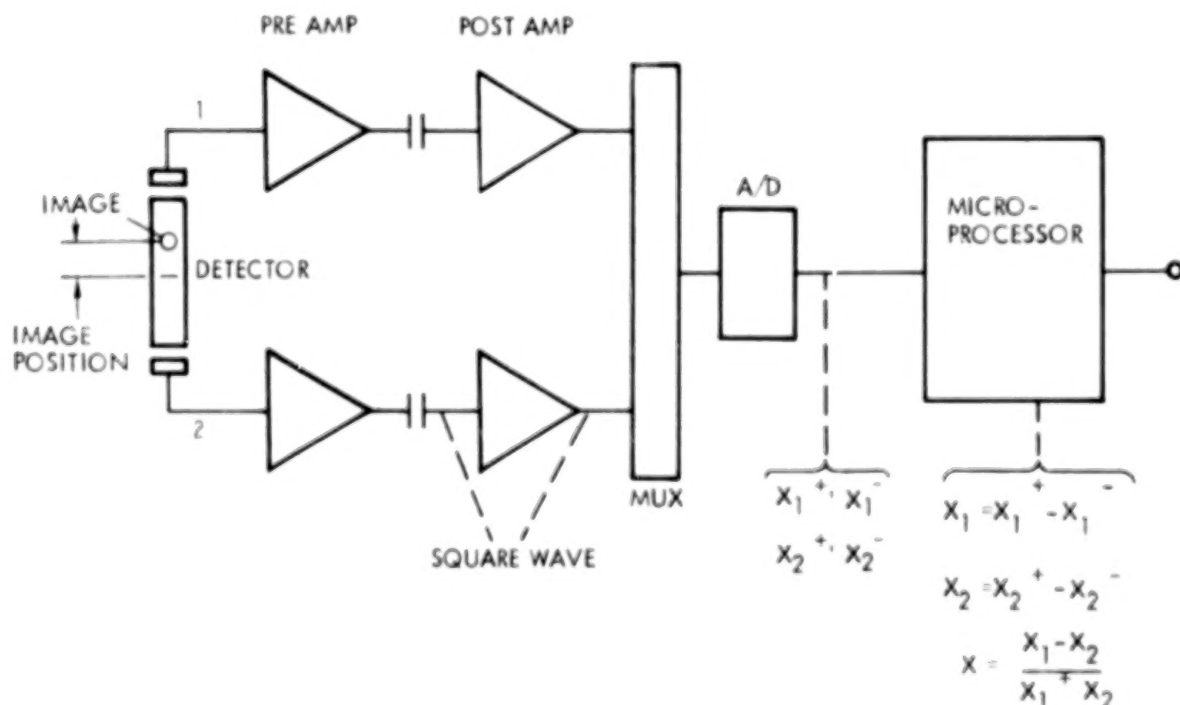 PRE AMP
POST AMP
1
IMAGE
DETECTOR
IMAGE
POSITION
2
SQUARE WAVE
MUX
A/D
MICRO-
PROCESSOR
X₁⁺, X₁⁻
X₂⁺, X₂⁻
X₁ = X₁⁺ - X₁⁻
X₂ = X₂⁺ - X₂⁻
X = (X₁ - X₂) / (X₁ + X₂)